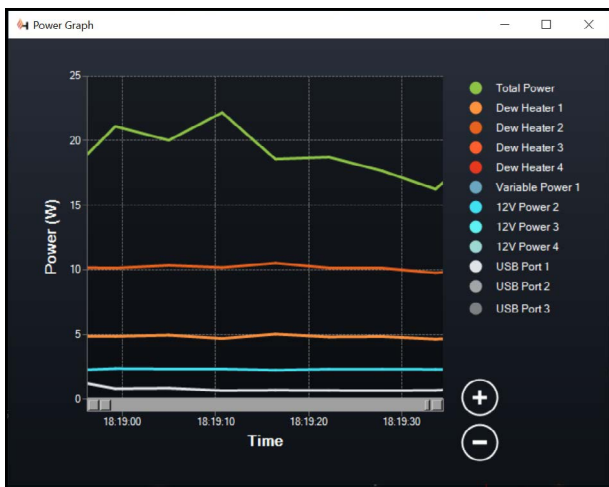 Power Graph
25
20
15
10
5
0
Power (W)
18:19:00
18:19:10
18:19:20
18:19:30
Time
Total Power
Dew Heater 1
Dew Heater 2
Dew Heater 3
Dew Heater 4
Variable Power 1
12V Power 2
12V Power 3
12V Power 4
USB Port 1
USB Port 2
USB Port 3